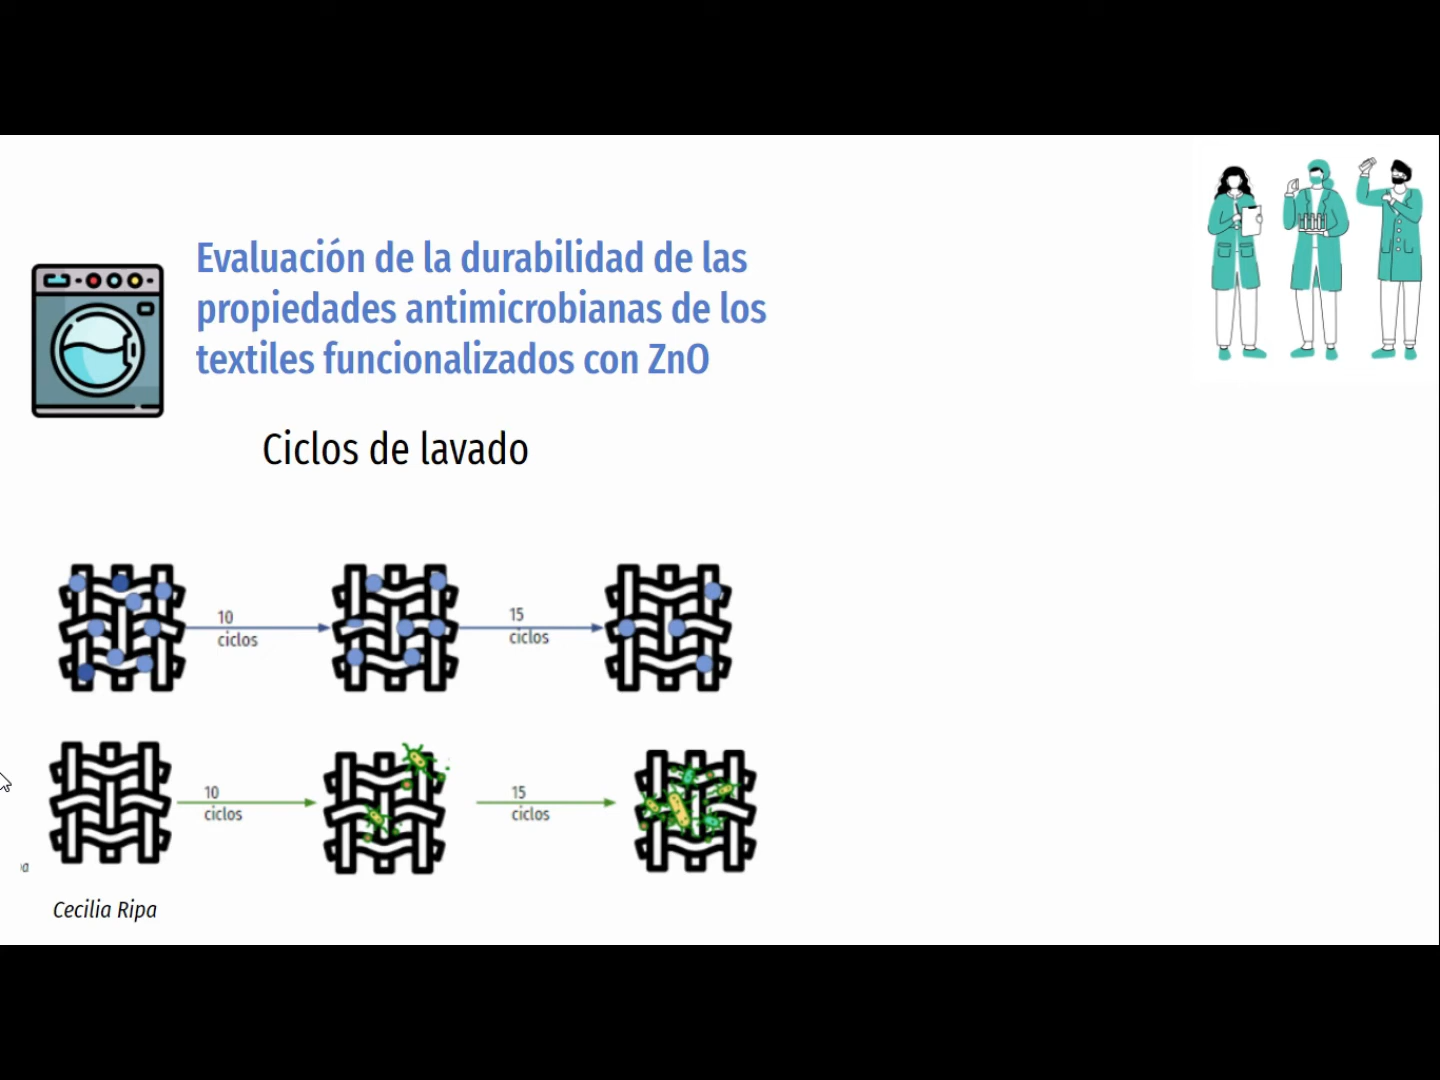 Evaluación de la durabilidad de las
propiedades antimicrobianas de los
textiles funcionalizados con ZnO
Ciclos de lavado
10
ciclos
15
ciclos
10
ciclos
15
ciclos
Cecilia Ripa